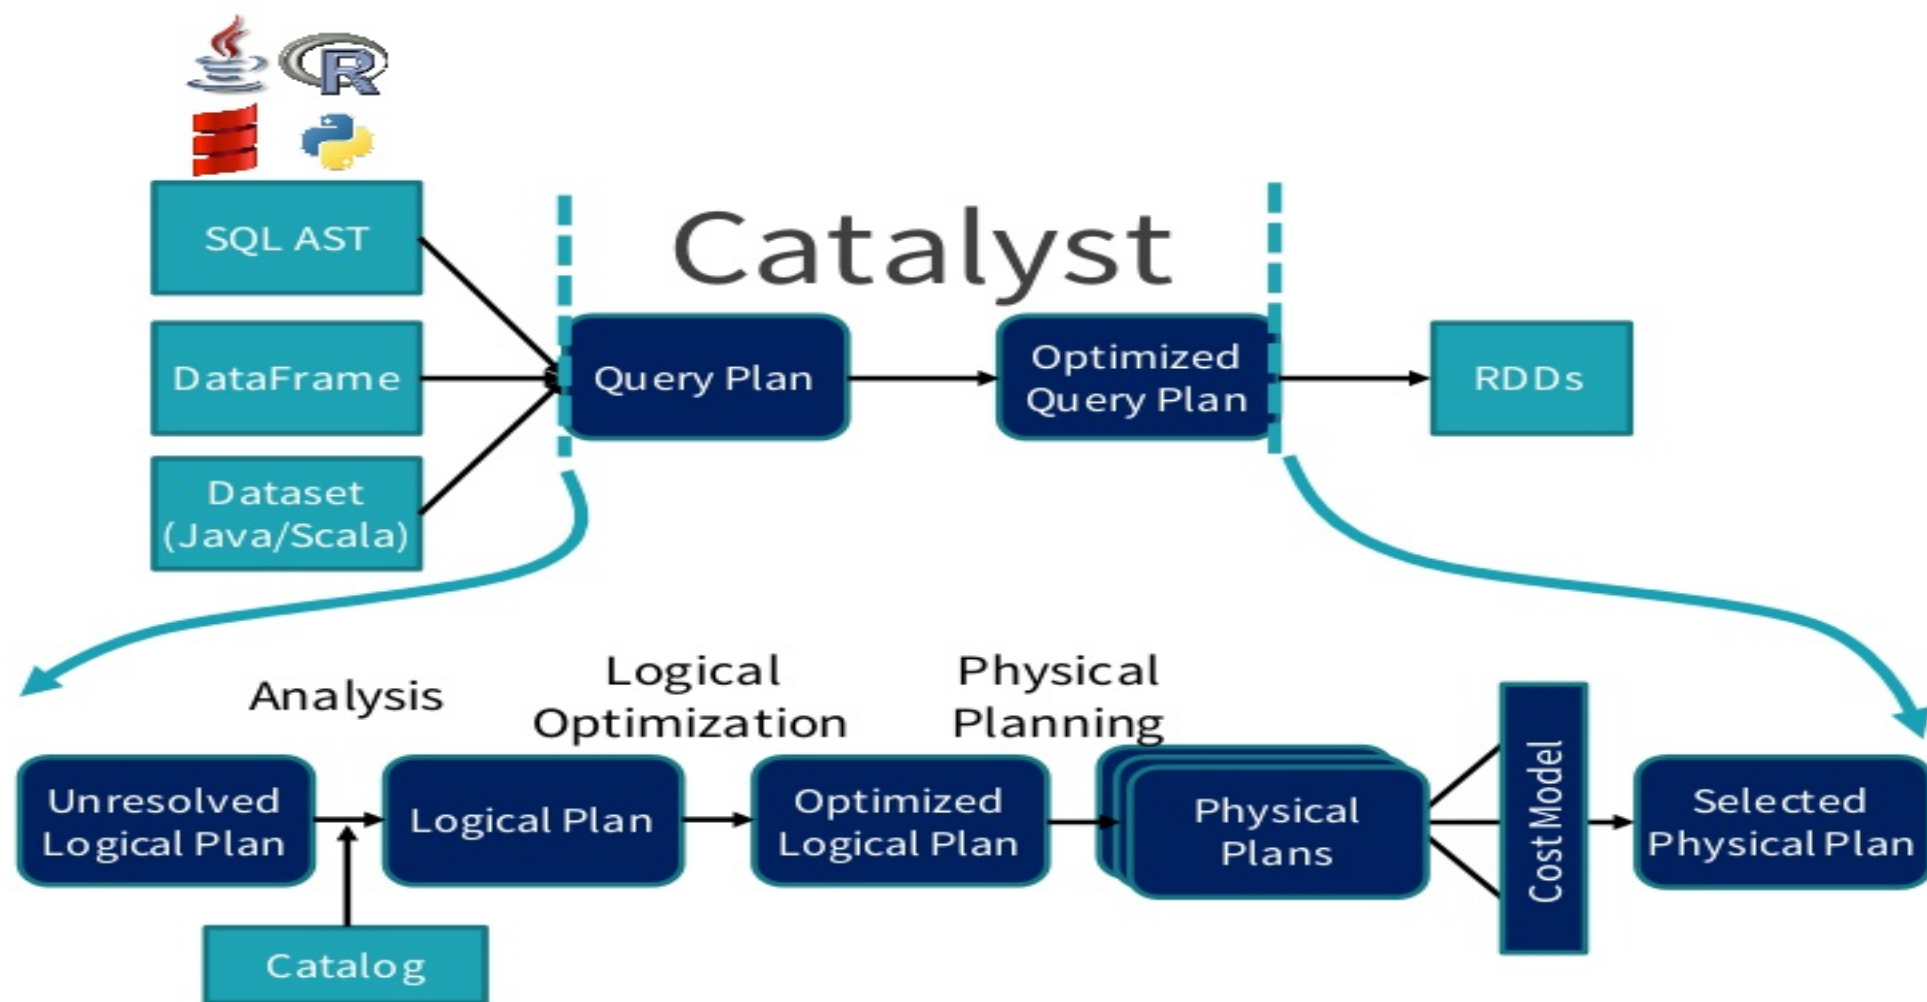 R
SQL AST
Catalyst
DataFrame
Query Plan
Optimized
Query Plan
RDDs
Dataset
(Java/Scala)
Analysis
Logical
Optimization
Physical
Planning
Unresolved
Logical Plan
Logical Plan
Optimized
Logical Plan
Physical
Plans
Cost Model
Selected
Physical Plan
Catalog